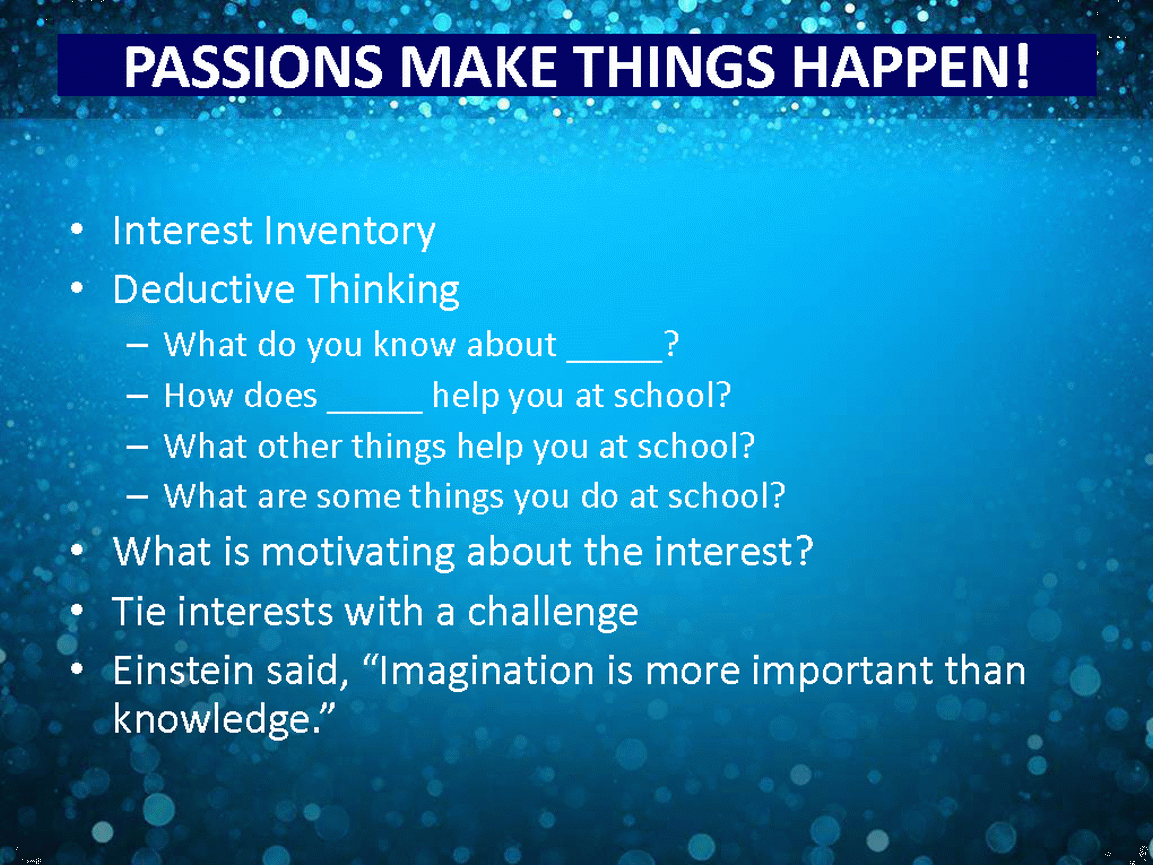 PASSIONS MAKE THINGS HAPPEN!
• Interest Inventory
• Deductive Thinking
– What do you know about _____?
– How does _____ help you at school?
– What other things help you at school?
– What are some things you do at school?
• What is motivating about the interest?
• Tie interests with a challenge
• Einstein said, “Imagination is more important than
knowledge.”